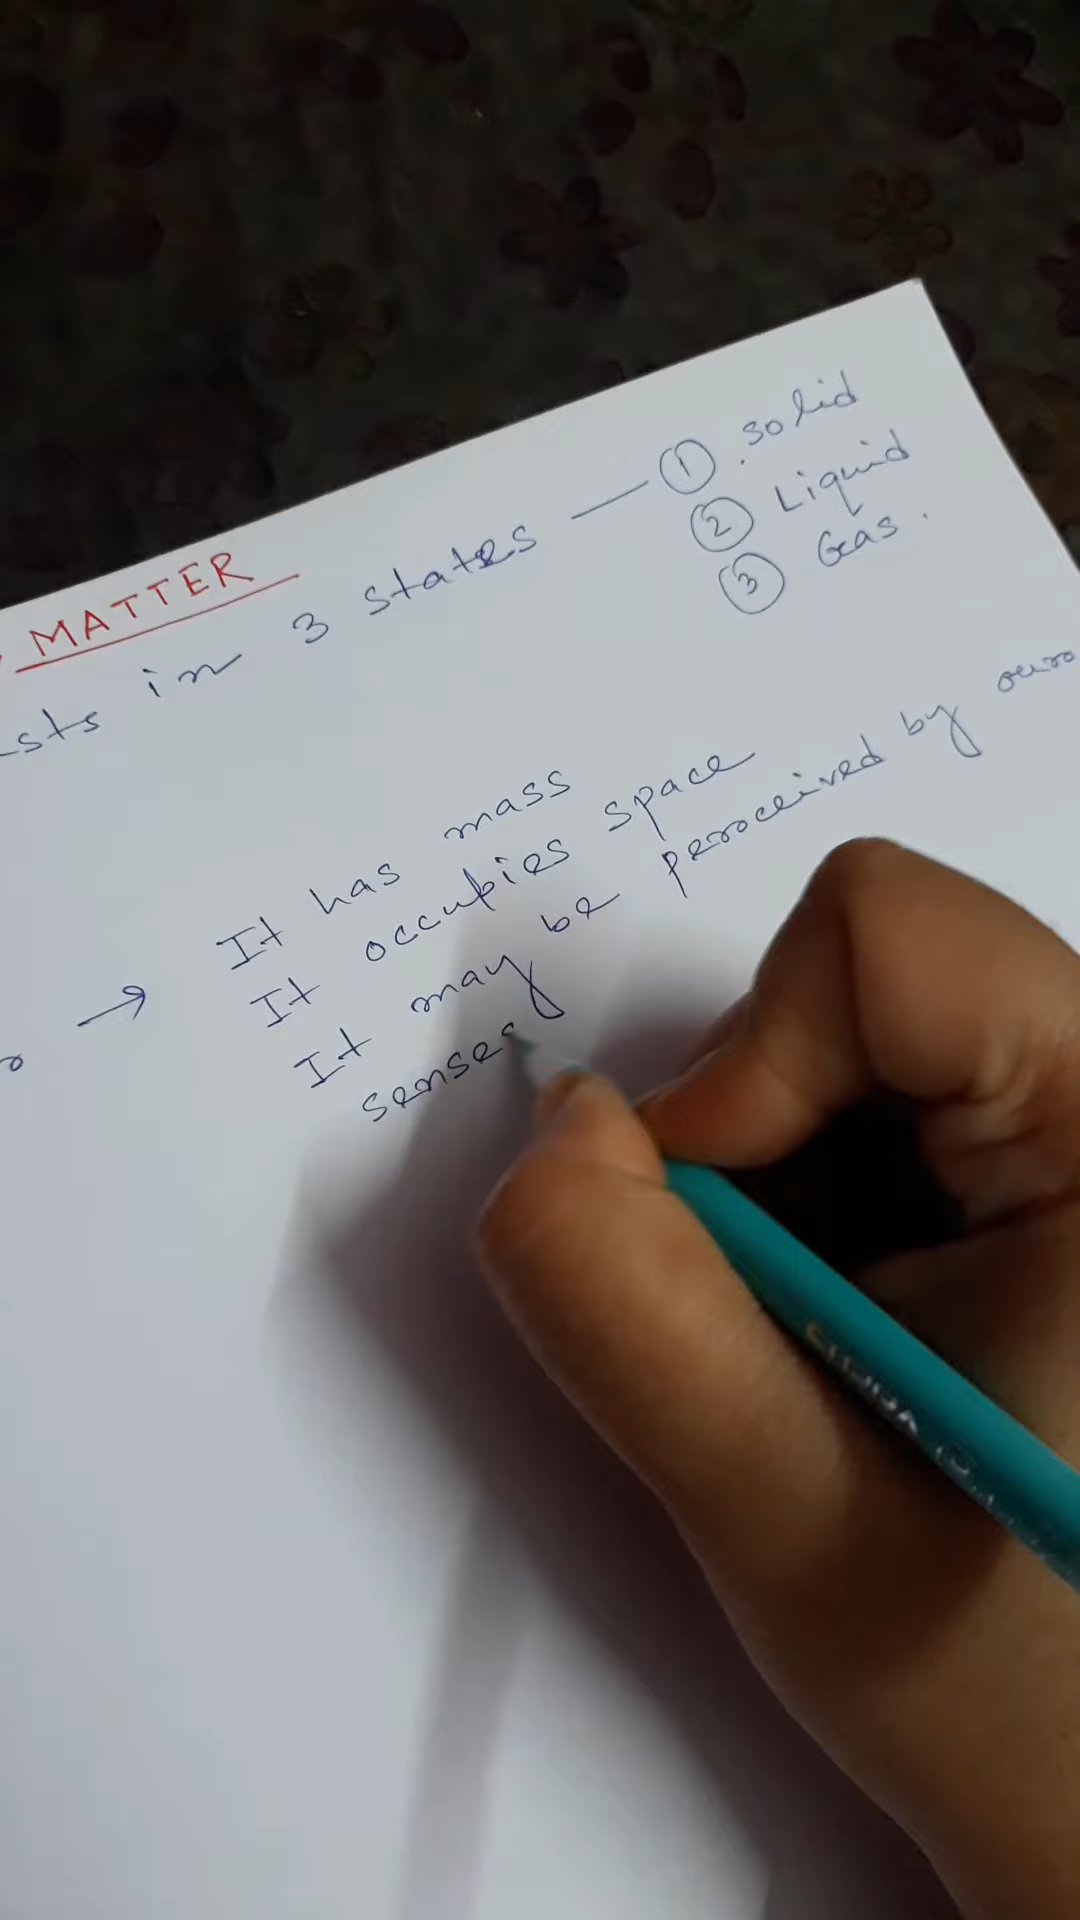 MATTER
sts in 3 states — ① solid
② Liquid
③ Gas.
→ It has mass
It occupies space
It may be perceived by our
senses